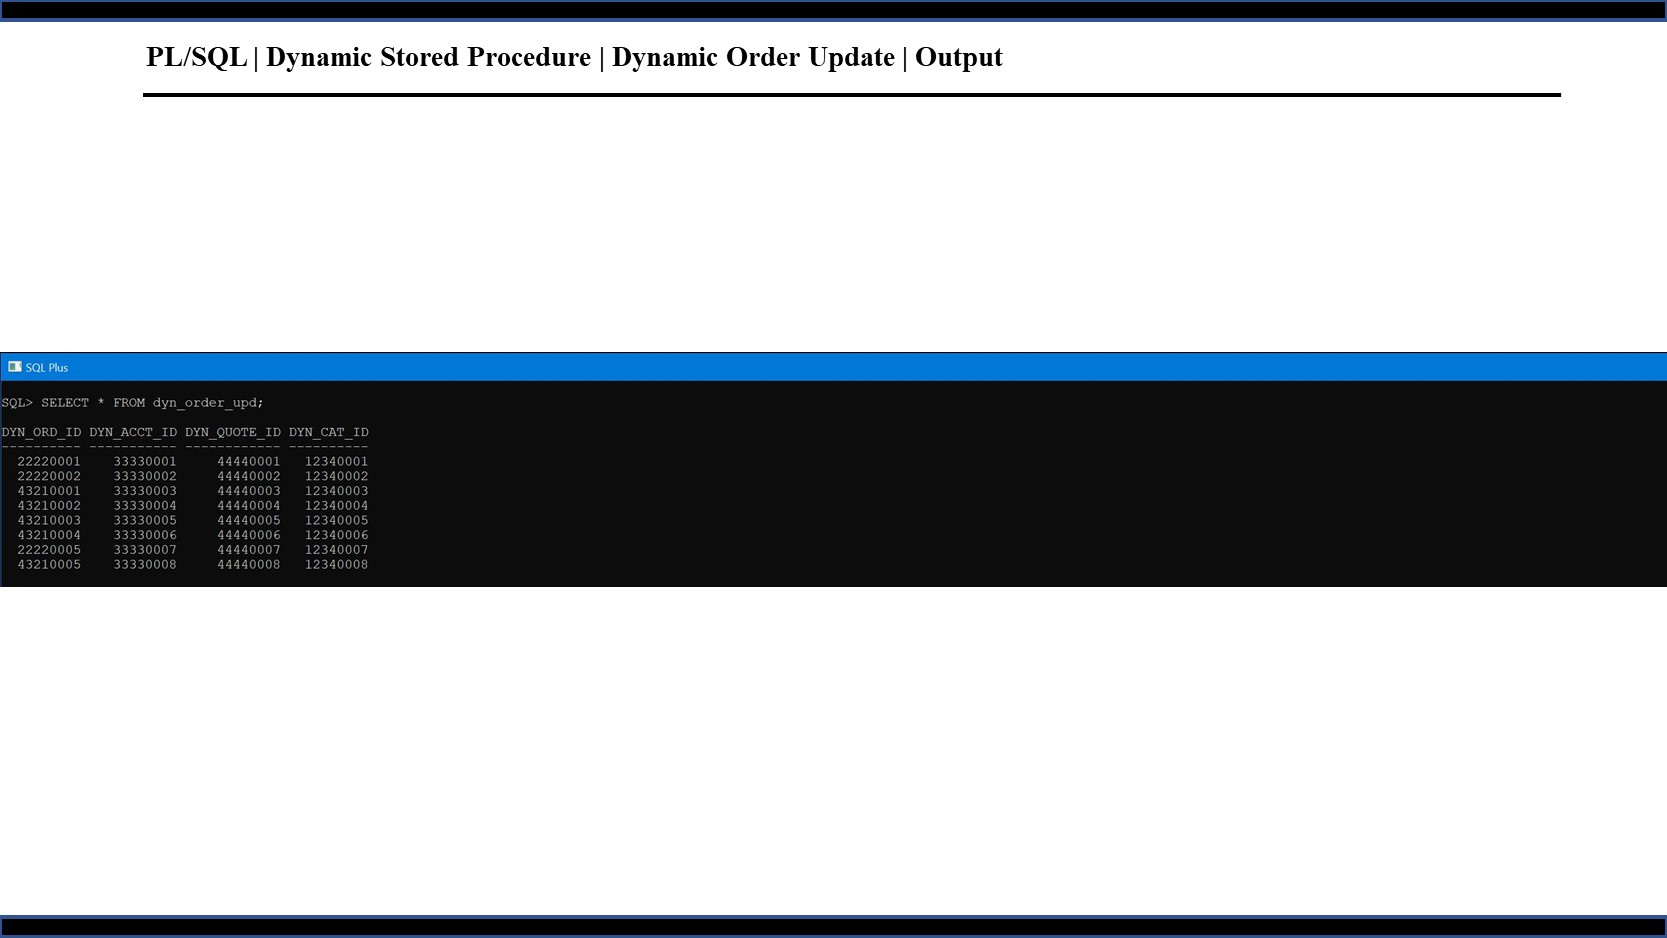 PL/SQL | Dynamic Stored Procedure | Dynamic Order Update | Output
SQL Plus
SQL> SELECT * FROM dyn_order_upd;
DYN_ORD_ID DYN_ACCT_ID DYN_QUOTE_ID DYN_CAT_ID
---------- ----------- ------------ ----------
  22220001    33330001     44440001   12340001
  22220002    33330002     44440002   12340002
  43210001    33330003     44440003   12340003
  43210002    33330004     44440004   12340004
  43210003    33330005     44440005   12340005
  43210004    33330006     44440006   12340006
  22220005    33330007     44440007   12340007
  43210005    33330008     44440008   12340008